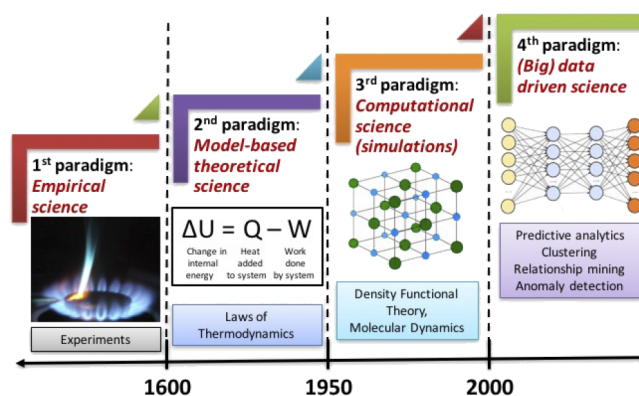 1st paradigm:
Empirical
science
Experiments
2nd paradigm:
Model-based
theoretical
science
ΔU = Q – W
Change in internal energy
Heat added to system
Work done by system
Laws of
Thermodynamics
3rd paradigm:
Computational
science
(simulations)
Density Functional
Theory,
Molecular Dynamics
4th paradigm:
(Big) data
driven science
Predictive analytics
Clustering
Relationship mining
Anomaly detection
1600
1950
2000